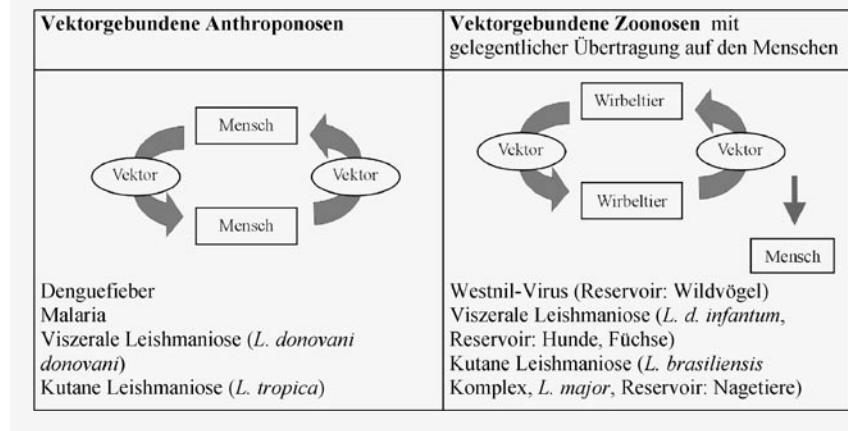 Vektorgebundene Anthroponosen
Mensch
Vektor
Vektor
Mensch
Denguefieber
Malaria
Viszerale Leishmaniose (L. donovani
donovani)
Kutane Leishmaniose (L. tropica)
Vektorgebundene Zoonosen mit
gelegentlicher Übertragung auf den Menschen
Wirbeltier
Vektor
Vektor
Wirbeltier
Mensch
Westnil-Virus (Reservoir: Wildvögel)
Viszerale Leishmaniose (L. d. infantum,
Reservoir: Hunde, Füchse)
Kutane Leishmaniose (L. brasiliensis
Komplex, L. major, Reservoir: Nagetiere)